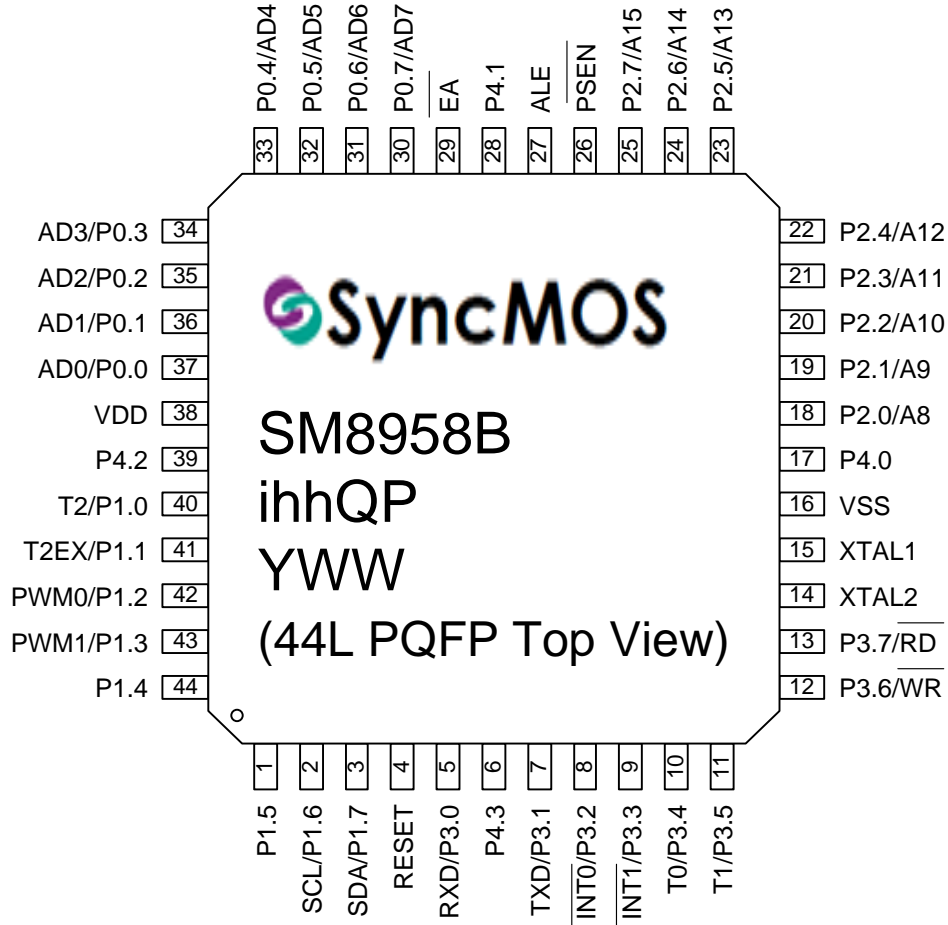 P0.4/AD4
P0.5/AD5
P0.6/AD6
P0.7/AD7
EA
P4.1
ALE
PSEN
P2.7/A15
P2.6/A14
P2.5/A13
33
32
31
30
29
28
27
26
25
24
23
AD3/P0.3 34
AD2/P0.2 35
AD1/P0.1 36
AD0/P0.0 37
VDD 38
P4.2 39
T2/P1.0 40
T2EX/P1.1 41
PWM0/P1.2 42
PWM1/P1.3 43
P1.4 44
SyncMOS
SM8958B
ihhQP
YWW
(44L PQFP Top View)
22 P2.4/A12
21 P2.3/A11
20 P2.2/A10
19 P2.1/A9
18 P2.0/A8
17 P4.0
16 VSS
15 XTAL1
14 XTAL2
13 P3.7/RD
12 P3.6/WR
1
2
3
4
5
6
7
8
9
10
11
P1.5
SCL/P1.6
SDA/P1.7
RESET
RXD/P3.0
P4.3
TXD/P3.1
INT0/P3.2
INT1/P3.3
T0/P3.4
T1/P3.5